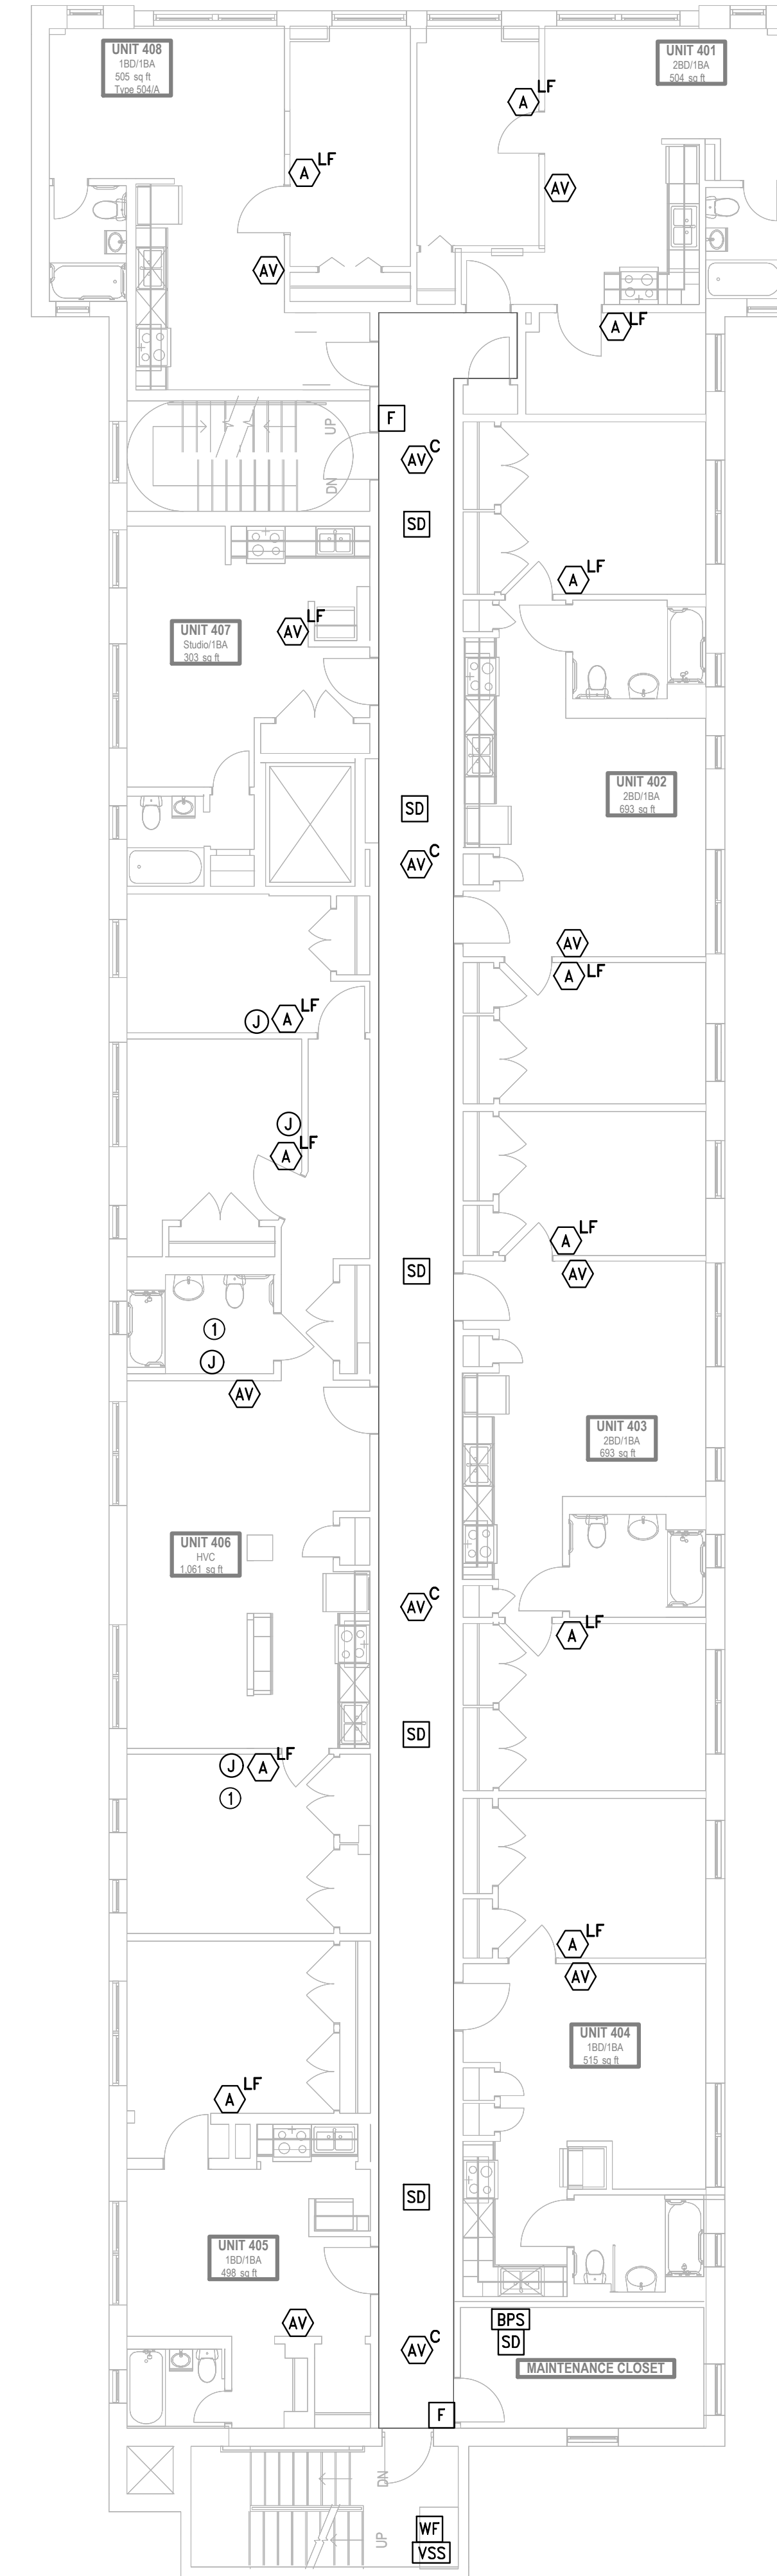 UNIT 408
1BD/1BA
505 sq ft
Type 504/A
UNIT 401
2BD/1BA
504 sq ft
A LF
A LF
AV
AV
A LF
F
UP
DN
AV C
SD
A LF
UNIT 407
Studio/1BA
303 sq ft
AV LF
UNIT 402
2BD/1BA
693 sq ft
SD
AV C
AV
A LF
J
A LF
J
A LF
A LF
SD
AV
1
J
AV
UNIT 403
2BD/1BA
693 sq ft
UNIT 406
HVC
1,061 sq ft
AV C
A LF
SD
J
A LF
1
A LF
AV
UNIT 404
1BD/1BA
515 sq ft
A LF
SD
UNIT 405
1BD/1BA
498 sq ft
AV
AV C
BPS
SD
MAINTENANCE CLOSET
F
DN
UP
WF
VSS